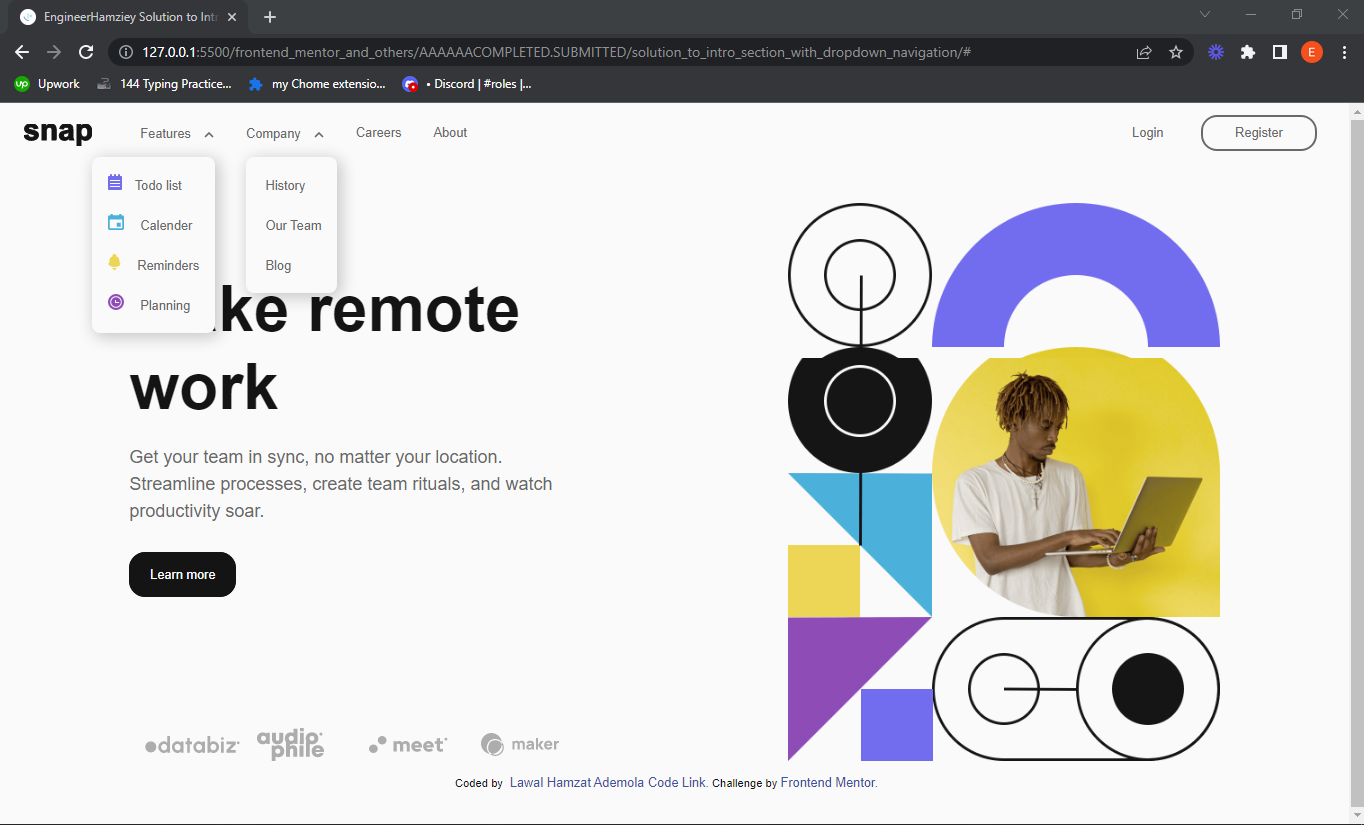 EngineerHamziey Solution to Intr
127.0.0.1:5500/frontend_mentor_and_others/AAAAAACOMPLETED.SUBMITTED/solution_to_intro_section_with_dropdown_navigation/#
E
up Upwork
144 Typing Practice...
my Chome extensio...
• Discord | #roles |...
snap
Features
Company
Careers
About
Login
Register
Todo list
Calender
Reminders
Planning
History
Our Team
Blog
ke remote
work
Get your team in sync, no matter your location.
Streamline processes, create team rituals, and watch
productivity soar.
Learn more
databiz
audiophile
meet
maker
Coded by Lawal Hamzat Ademola Code Link. Challenge by Frontend Mentor.